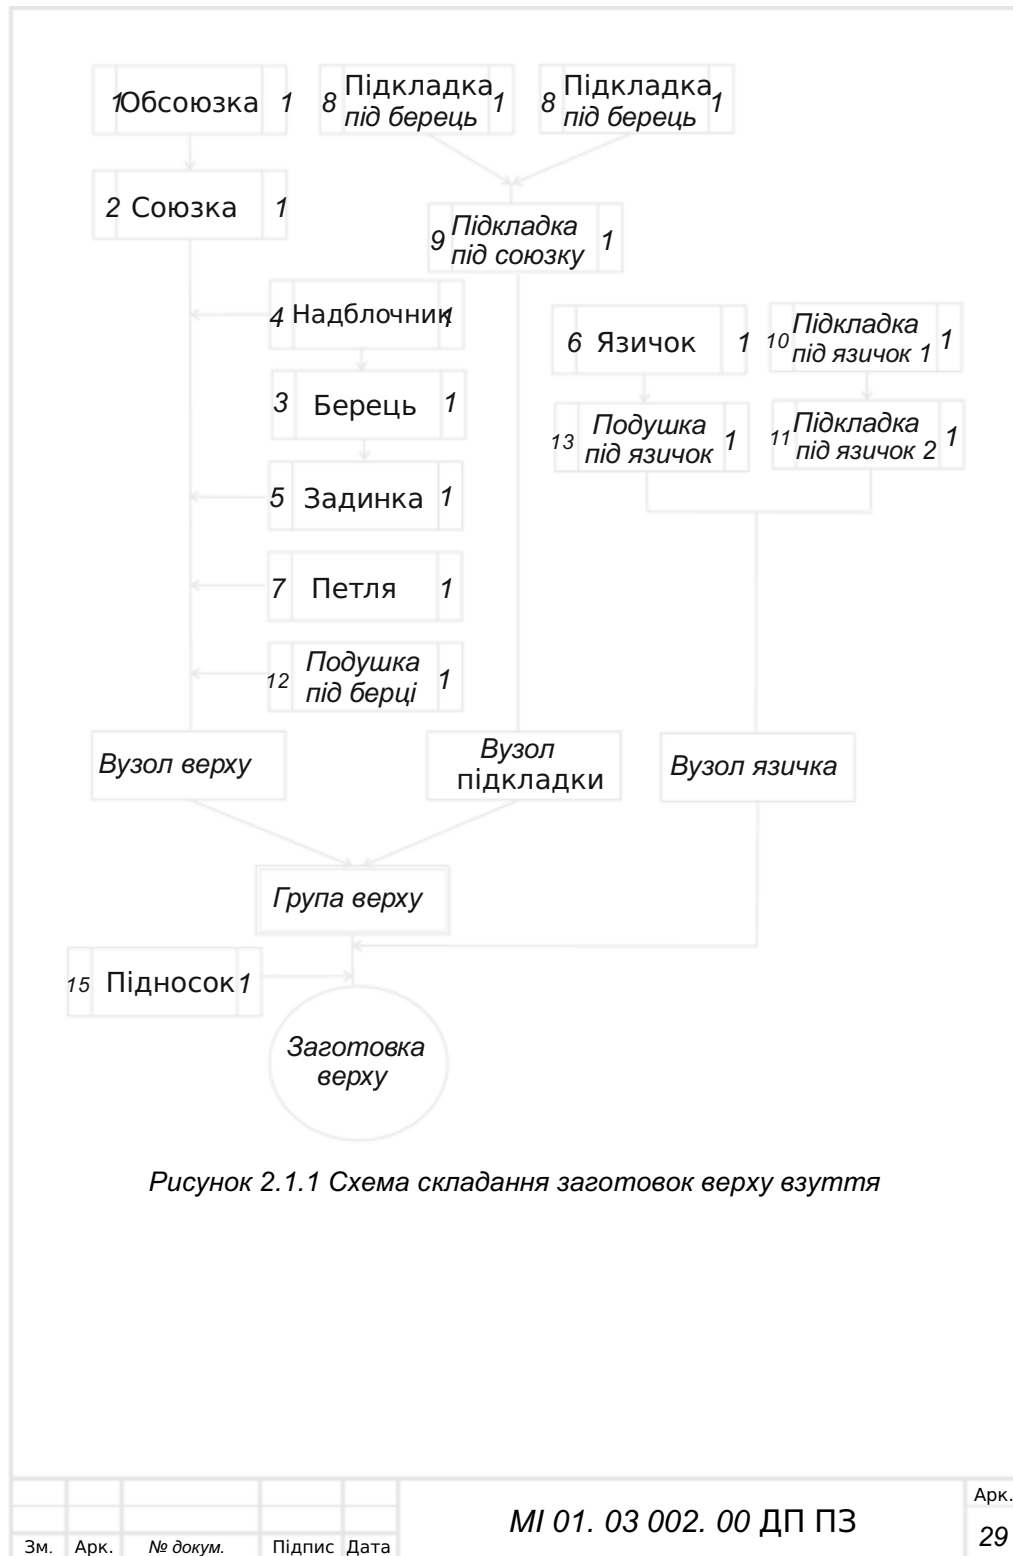 1 Обсоюзка 1
8 Підкладка 1
під берець
8 Підкладка 1
під берець
2 Союзка 1
9 Підкладка 1
під союзку
4 Надблочник 1
6 Язичок 1
10 Підкладка 1
під язичок 1
3 Берець 1
13 Подушка 1
під язичок
11 Підкладка 1
під язичок 2
5 Задинка 1
7 Петля 1
12 Подушка 1
під берці
Вузол верху
Вузол
підкладки
Вузол язичка
Група верху
15 Підносок 1
Заготовка
верху
Рисунок 2.1.1 Схема складання заготовок верху взуття
МІ 01. 03 002. 00 ДП ПЗ
Арк.
29
Зм. Арк. № докум. Підпис Дата